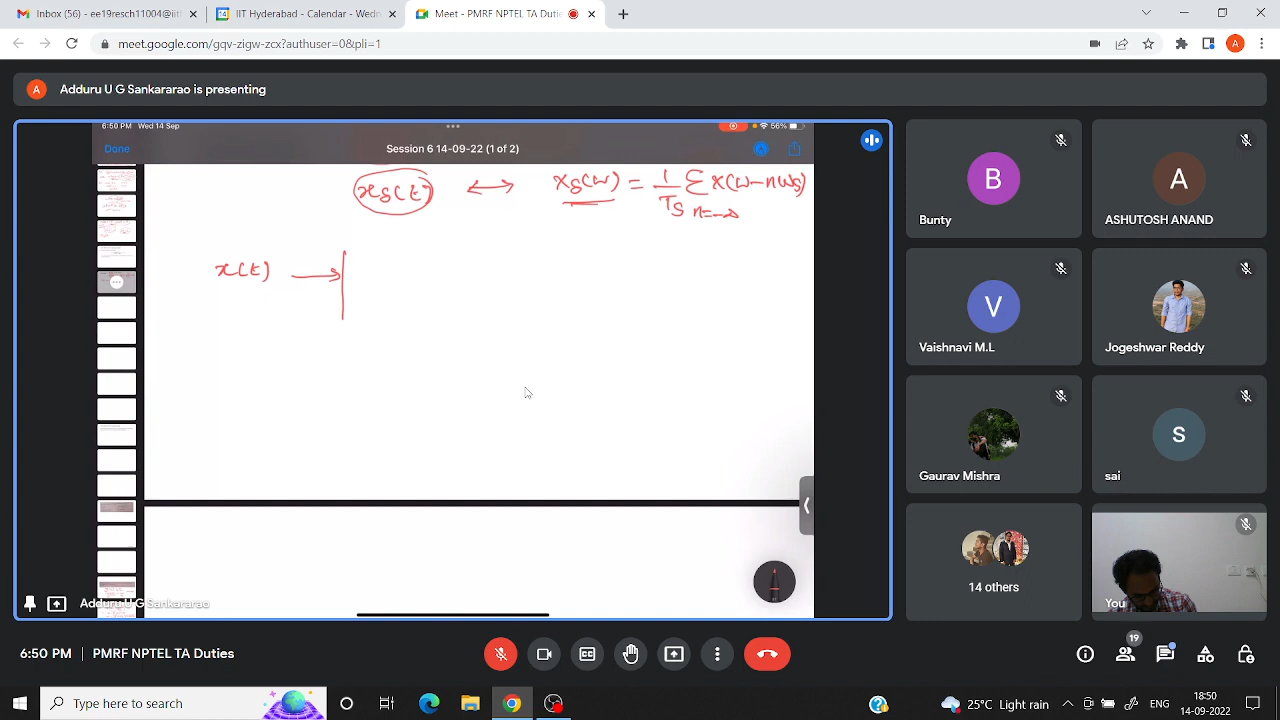 Inbox (56) - ee19resch11004@iit
IIT Hyderabad - Calendar - Wedn
Meet - PMRF NPTEL TA Dutie
meet.google.com/gqv-zigw-zcx?authuser=0&pli=1
A
A
Adduru U G Sankararao is presenting
6:50 PM Wed 14 Sep
56%
Done
Session 6 14-09-22 (1 of 2)
xδ(t) ↔ Xδ(ω) = 1/Ts Σ n=-∞ X(ω-nωs)
x(t) →
Adduru U G Sankararao
B
Bunty
A
ASHUTOSH ANAND
V
Vaishnavi M.L
Jogeshwar Reddy
Gaurav Mishra
S
sai
14 others
You
6:50 PM | PMRF NPTEL TA Duties
19
Type here to search
25°C Light rain
ENG
18:50
14-09-2022